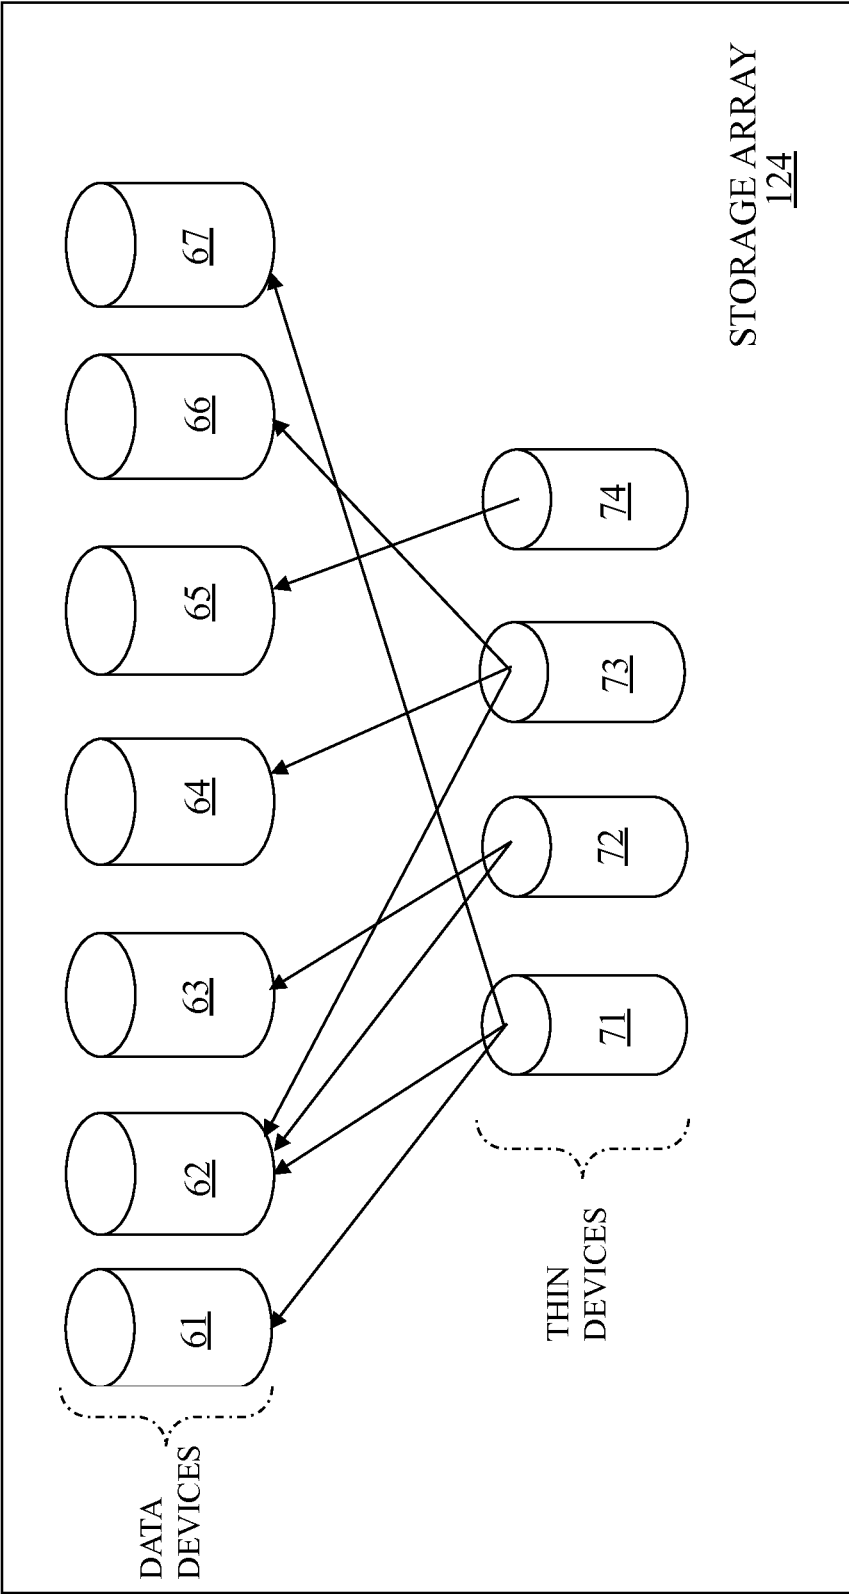 DATA
DEVICES
61
62
63
64
65
66
67
THIN
DEVICES
71
72
73
74
STORAGE ARRAY
124